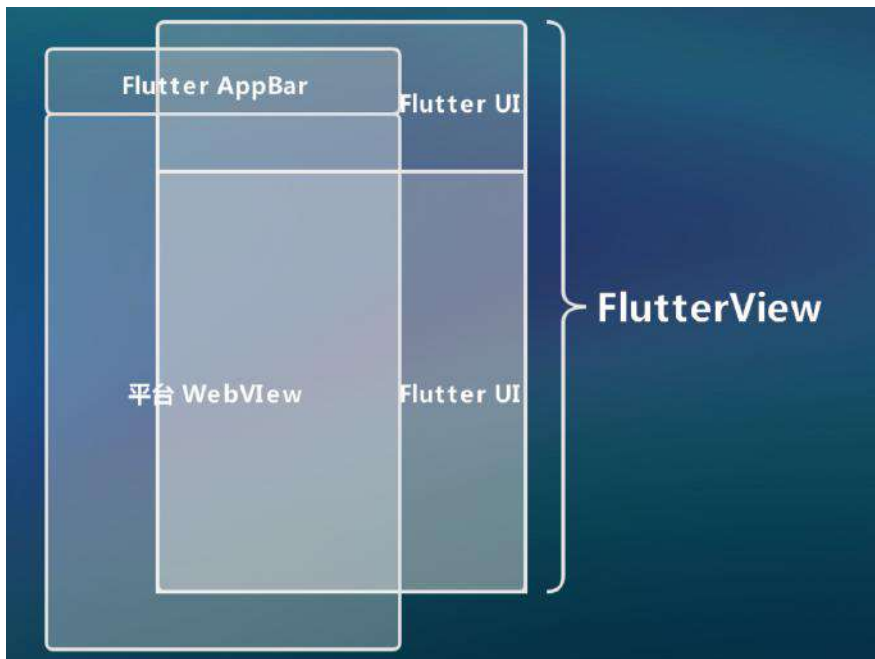 Flutter AppBar
Flutter UI
FlutterView
平台 WebVIew
Flutter UI